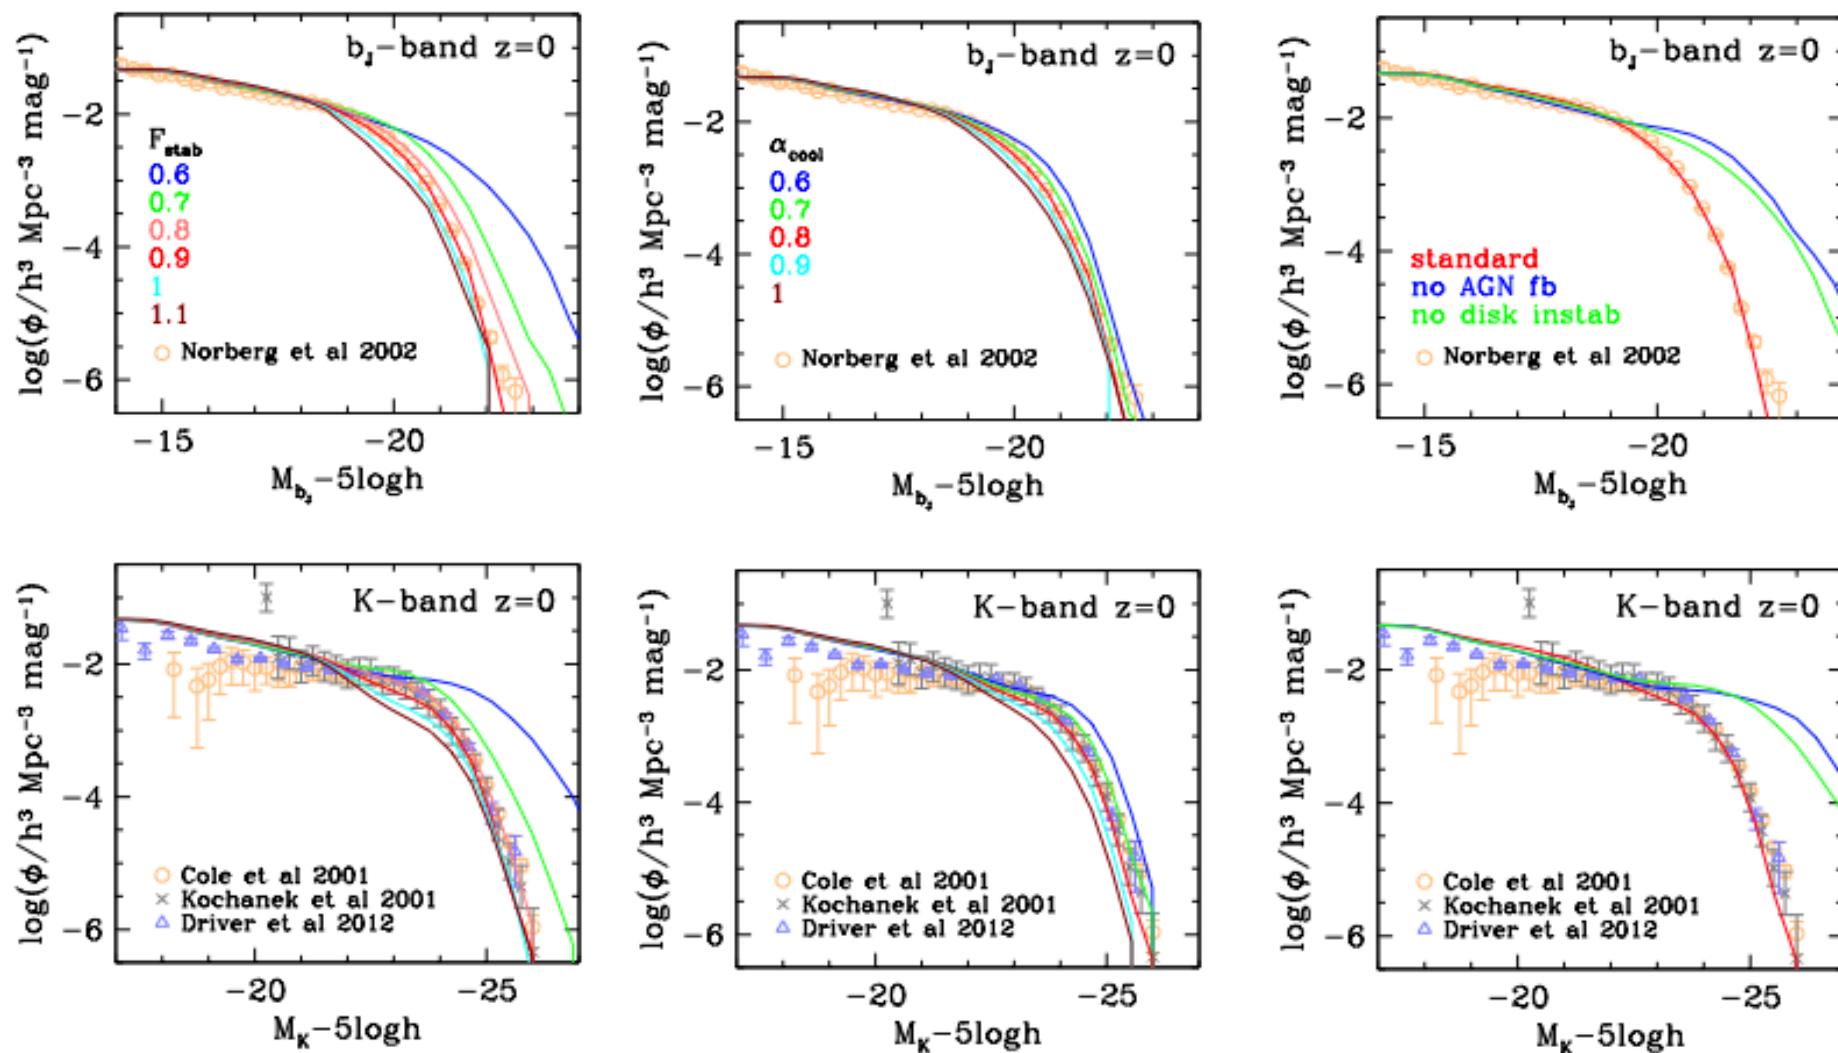 b_J-band z=0
log(ϕ/h³ Mpc⁻³ mag⁻¹)
-2
-4
-6
F_stab
0.6
0.7
0.8
0.9
1
1.1
Norberg et al 2002
-15
-20
M_bJ-5logh
b_J-band z=0
log(ϕ/h³ Mpc⁻³ mag⁻¹)
-2
-4
-6
α_cool
0.6
0.7
0.8
0.9
1
Norberg et al 2002
-15
-20
M_bJ-5logh
b_J-band z=0
log(ϕ/h³ Mpc⁻³ mag⁻¹)
-2
-4
-6
standard
no AGN fb
no disk instab
Norberg et al 2002
-15
-20
M_bJ-5logh
K-band z=0
log(ϕ/h³ Mpc⁻³ mag⁻¹)
-2
-4
-6
Cole et al 2001
Kochanek et al 2001
Driver et al 2012
-20
-25
M_K-5logh
K-band z=0
log(ϕ/h³ Mpc⁻³ mag⁻¹)
-2
-4
-6
Cole et al 2001
Kochanek et al 2001
Driver et al 2012
-20
-25
M_K-5logh
K-band z=0
log(ϕ/h³ Mpc⁻³ mag⁻¹)
-2
-4
-6
Cole et al 2001
Kochanek et al 2001
Driver et al 2012
-20
-25
M_K-5logh